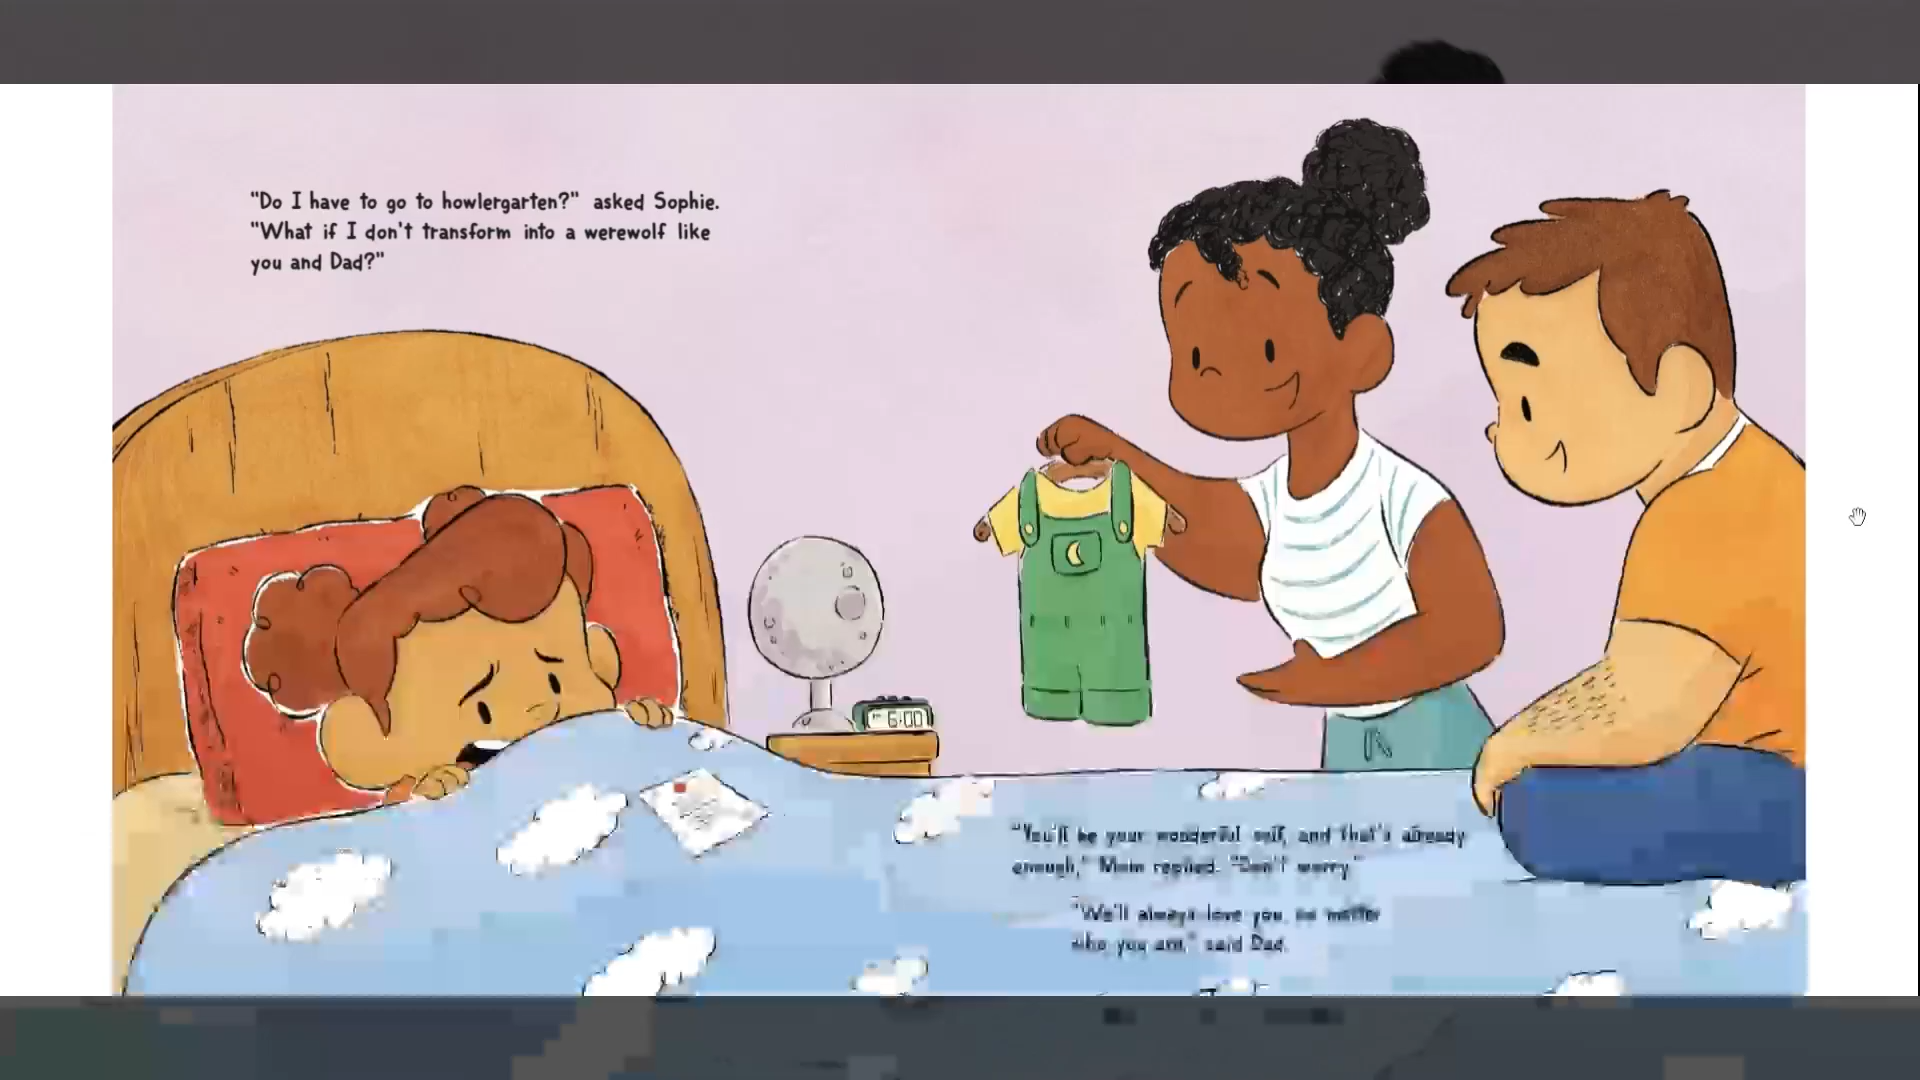 "Do I have to go to howlergarten?" asked Sophie.
"What if I don't transform into a werewolf like
you and Dad?"
6:00
"You'll be your wonderful self, and that's already
enough," Mom replied. "Don't worry."
"We'll always love you, no matter
who you are," said Dad.